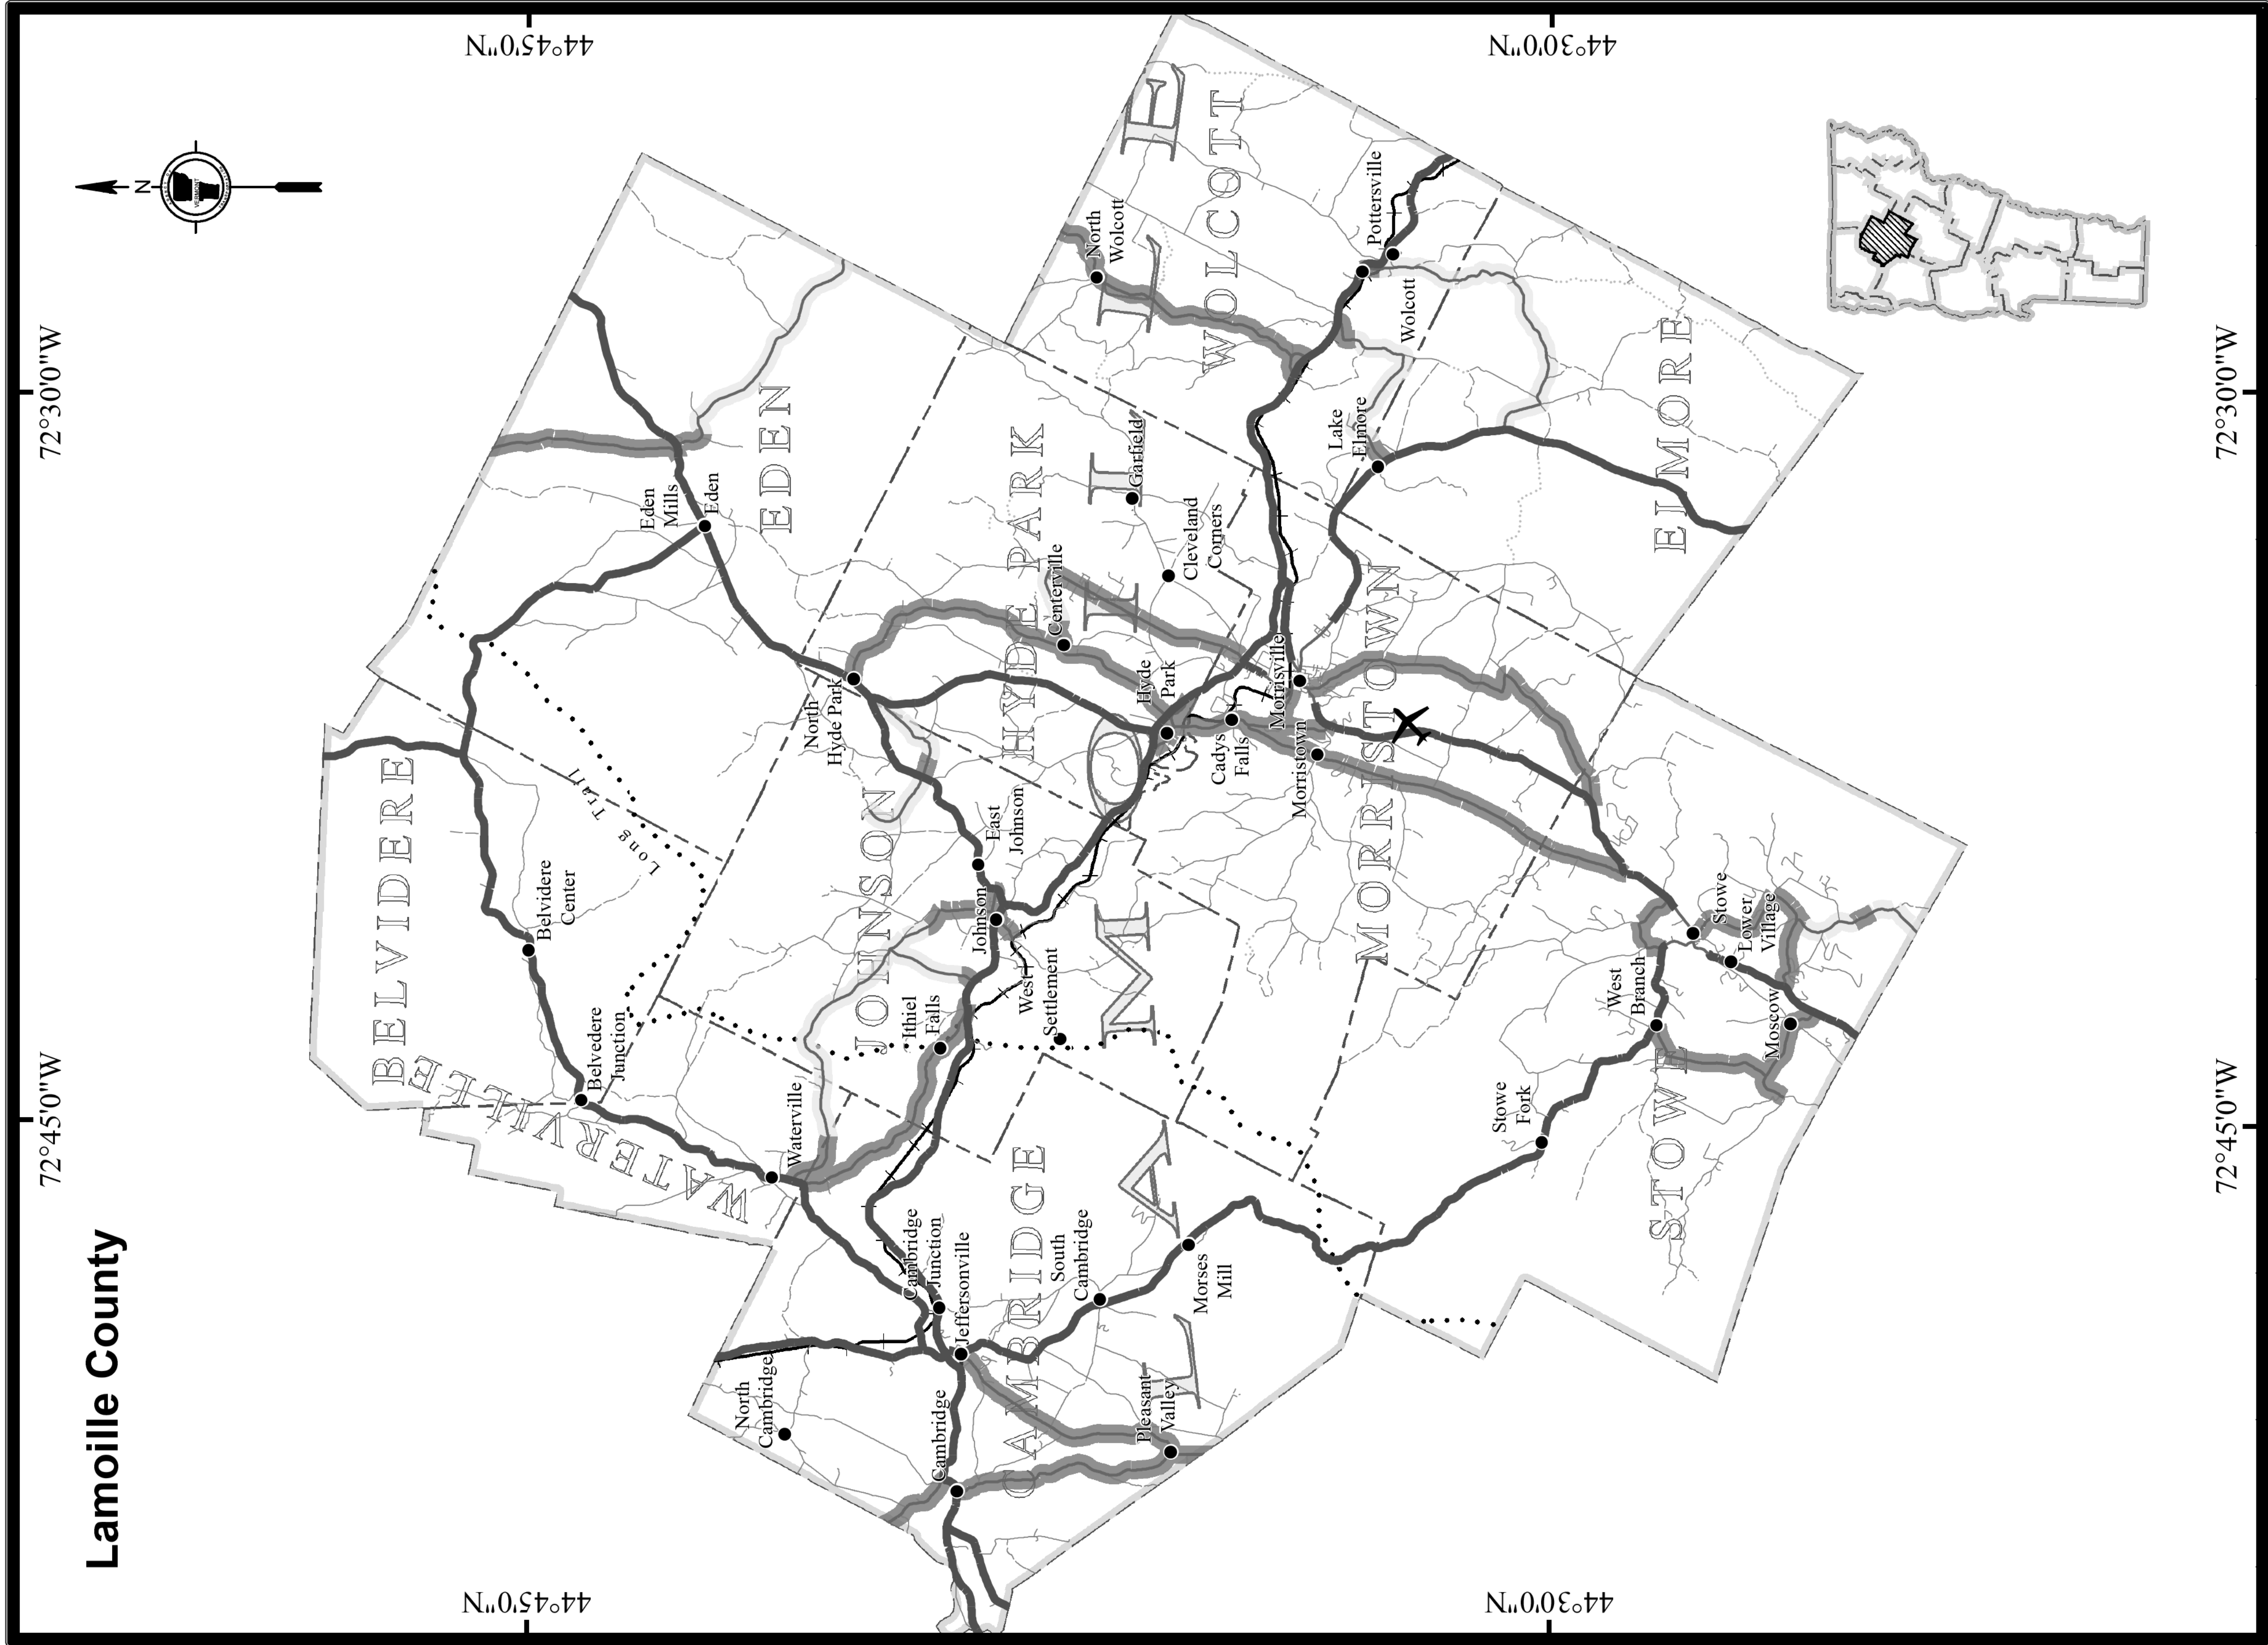 Lamoille County
72°45'0"W
72°30'0"W
44°45'0"N
44°30'0"N
44°45'0"N
44°30'0"N
72°45'0"W
72°30'0"W
N
VERMONT
LAMOILLE
BELVIDERE
WATERVILLE
EDEN
JOHNSON
HYDE PARK
WOLCOTT
CAMBRIDGE
MORRISTOWN
ELMORE
STOWE
Long Trail
Belvidere
Center
Belvedere
Junction
Waterville
Eden
Mills
Eden
North
Hyde Park
Centerville
Garfield
Cleveland
Corners
Hyde
Park
Cadys
Falls
Morrisville
Morristown
North
Wolcott
Wolcott
Pottersville
Lake
Elmore
East
Johnson
Johnson
Ithiel
Falls
West
Settlement
North
Cambridge
Cambridge
Cambridge
Junction
Jeffersonville
South
Cambridge
Morses
Mill
Pleasant
Valley
Stowe
Fork
West
Branch
Stowe
Lower
Village
Moscow